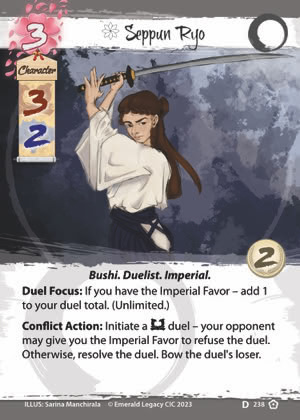 3
Seppun Ryo
Character
3
2
2
Bushi. Duelist. Imperial.
Duel Focus: If you have the Imperial Favor – add 1
to your duel total. (Unlimited.)
Conflict Action: Initiate a duel – your opponent
may give you the Imperial Favor to refuse the duel.
Otherwise, resolve the duel. Bow the duel's loser.
ILLUS: Sarina Manchirala © Emerald Legacy CIC 2023
D 238